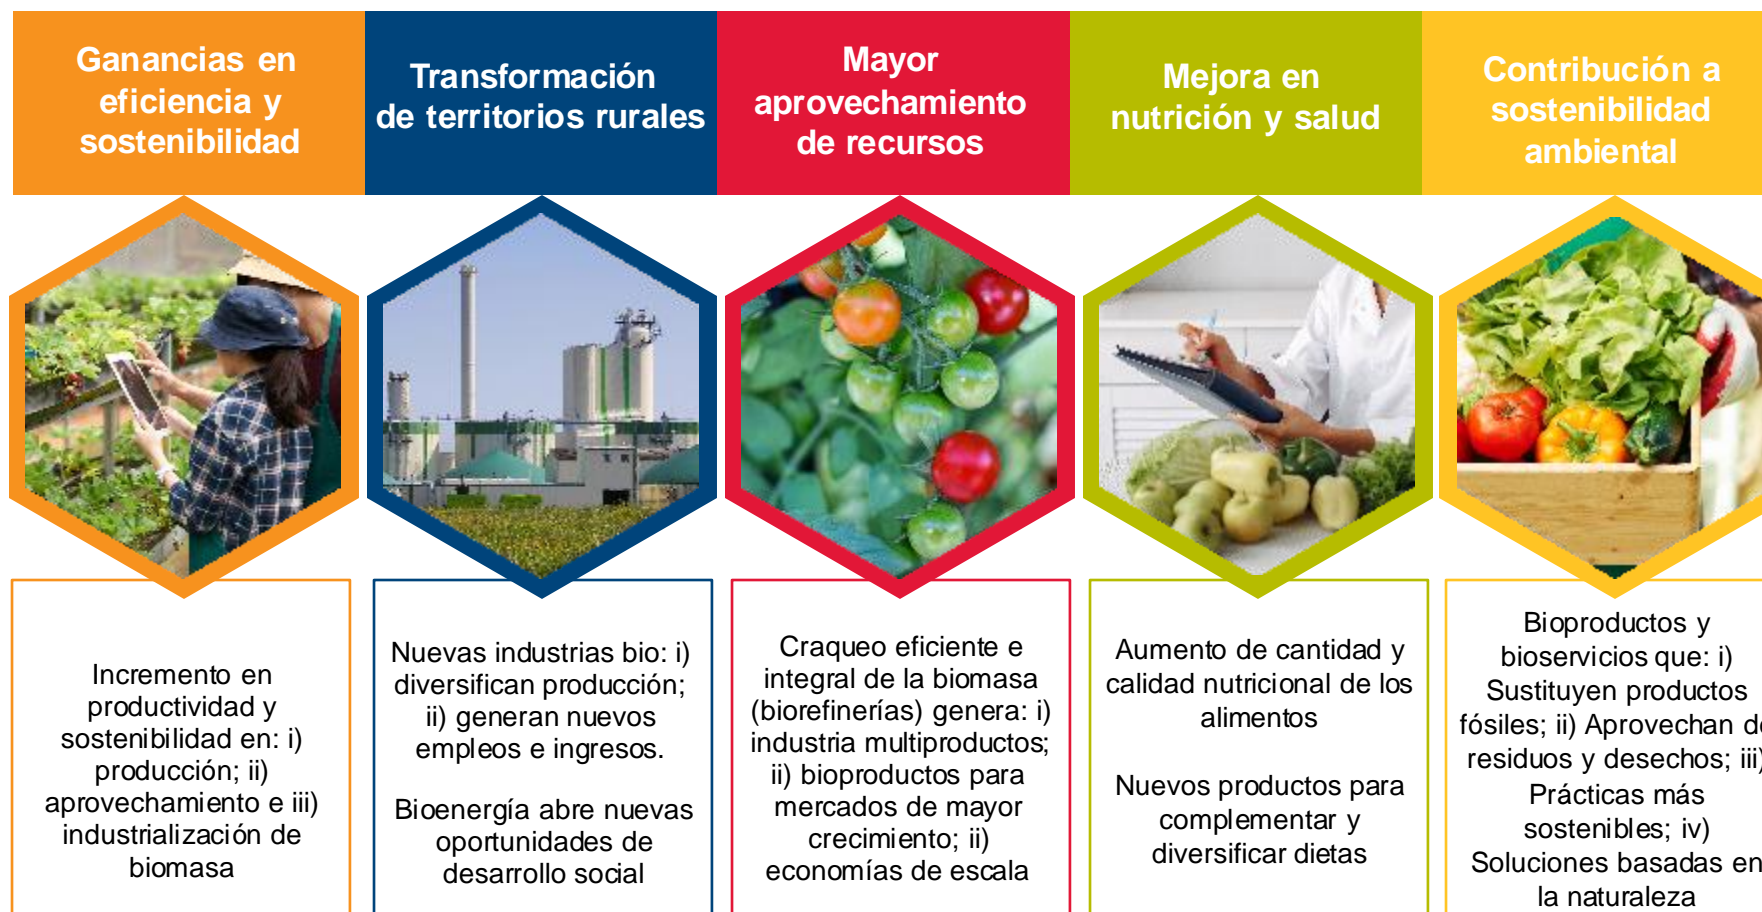 Ganancias en
eficiencia y
sostenibilidad
Transformación
de territorios rurales
Mayor
aprovechamiento
de recursos
Mejora en
nutrición y salud
Contribución a
sostenibilidad
ambiental
Incremento en
productividad y
sostenibilidad en: i)
producción; ii)
aprovechamiento e iii)
industrialización de
biomasa
Nuevas industrias bio: i)
diversifican producción;
ii) generan nuevos
empleos e ingresos.
Bioenergía abre nuevas
oportunidades de
desarrollo social
Craqueo eficiente e
integral de la biomasa
(biorefinerías) genera: i)
industria multiproductos;
ii) bioproductos para
mercados de mayor
crecimiento; ii)
economías de escala
Aumento de cantidad y
calidad nutricional de los
alimentos
Nuevos productos para
complementar y
diversificar dietas
Bioproductos y
bioservicios que: i)
Sustituyen productos
fósiles; ii) Aprovechan de
residuos y desechos; iii)
Prácticas más
sostenibles; iv)
Soluciones basadas en
la naturaleza